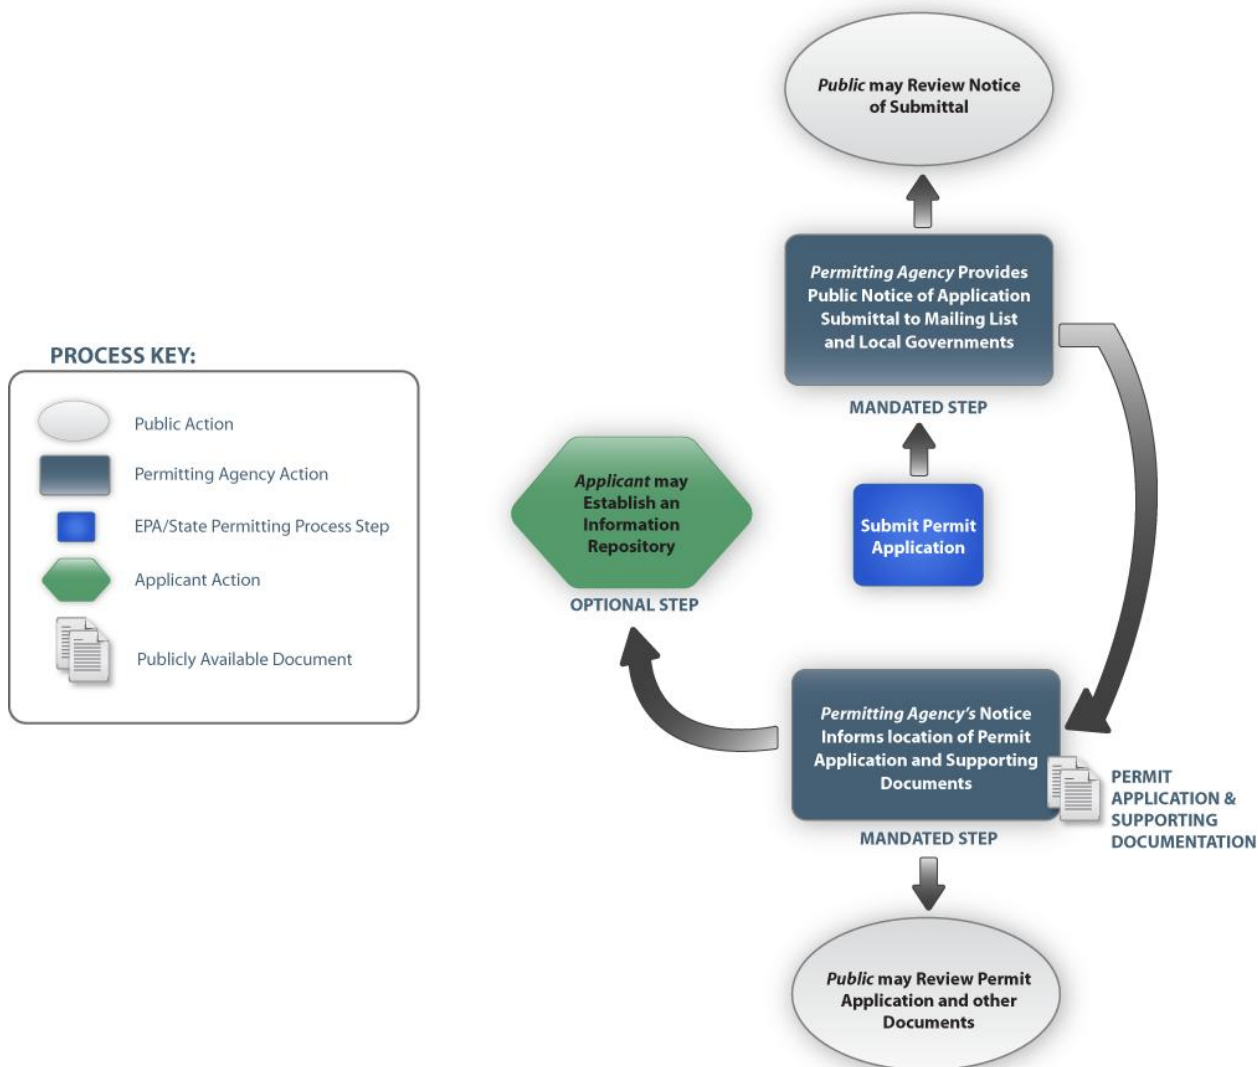 Public may Review Notice
of Submittal
Permitting Agency Provides
Public Notice of Application
Submittal to Mailing List
and Local Governments
MANDATED STEP
PROCESS KEY:
Public Action
Permitting Agency Action
EPA/State Permitting Process Step
Applicant Action
Publicly Available Document
Applicant may
Establish an
Information
Repository
OPTIONAL STEP
Submit Permit
Application
Permitting Agency's Notice
Informs location of Permit
Application and Supporting
Documents
MANDATED STEP
PERMIT
APPLICATION &
SUPPORTING
DOCUMENTATION
Public may Review Permit
Application and other
Documents